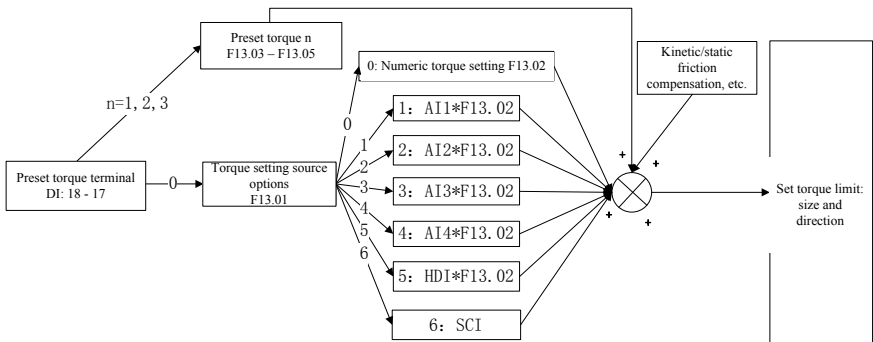 Preset torque n
F13.03 – F13.05
Kinetic/static
friction
compensation, etc.
0: Numeric torque setting F13.02
n=1, 2, 3
0
1: AI1*F13.02
1
2: AI2*F13.02
2
Preset torque terminal
DI: 18 - 17
0
Torque setting source
options
F13.01
3
3: AI3*F13.02
4
4: AI4*F13.02
5
5: HDI*F13.02
6
6: SCI
+
+
+
+
Set torque limit:
size and
direction